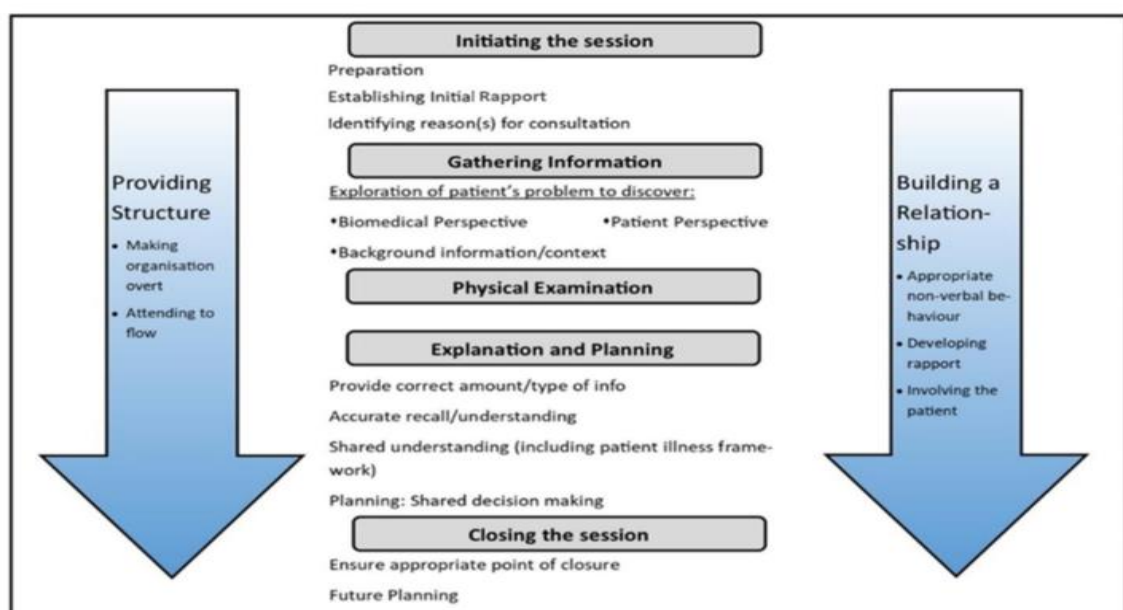 Initiating the session
Preparation
Establishing Initial Rapport
Identifying reason(s) for consultation
Gathering Information
Exploration of patient's problem to discover:
•Biomedical Perspective •Patient Perspective
•Background information/context
Physical Examination
Explanation and Planning
Provide correct amount/type of info
Accurate recall/understanding
Shared understanding (including patient illness frame-
work)
Planning: Shared decision making
Closing the session
Ensure appropriate point of closure
Future Planning
Providing
Structure
• Making
organisation
overt
• Attending to
flow
Building a
Relation-
ship
• Appropriate
non-verbal be-
haviour
• Developing
rapport
• Involving the
patient